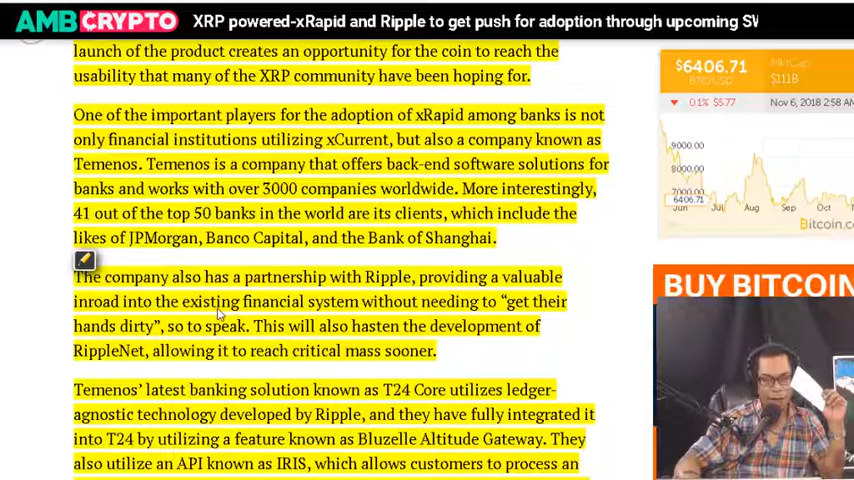 AMBCRYPTO
XRP powered-xRapid and Ripple to get push for adoption through upcoming
launch of the product creates an opportunity for the coin to reach the
usability that many of the XRP community have been hoping for.
One of the important players for the adoption of xRapid among banks is not
only financial institutions utilizing xCurrent, but also a company known as
Temenos. Temenos is a company that offers back-end software solutions for
banks and works with over 3000 companies worldwide. More interestingly,
41 out of the top 50 banks in the world are its clients, which include the
likes of JPMorgan, Banco Capital, and the Bank of Shanghai.
The company also has a partnership with Ripple, providing a valuable
inroad into the existing financial system without needing to “get their
hands dirty”, so to speak. This will also hasten the development of
RippleNet, allowing it to reach critical mass sooner.
Temenos’ latest banking solution known as T24 Core utilizes ledger-
agnostic technology developed by Ripple, and they have fully integrated it
into T24 by utilizing a feature known as Bluzelle Altitude Gateway. They
also utilize an API known as IRIS, which allows customers to process an
$6406.71
BTC/USD
MktCap
$111B
0.1% $5.77
Nov 6, 2018 2:58 AM
9000.00
8000.00
7000.00
6406.71
Jun Jul Aug Sep Oct
Bitcoin.c
BUY BITCOIN